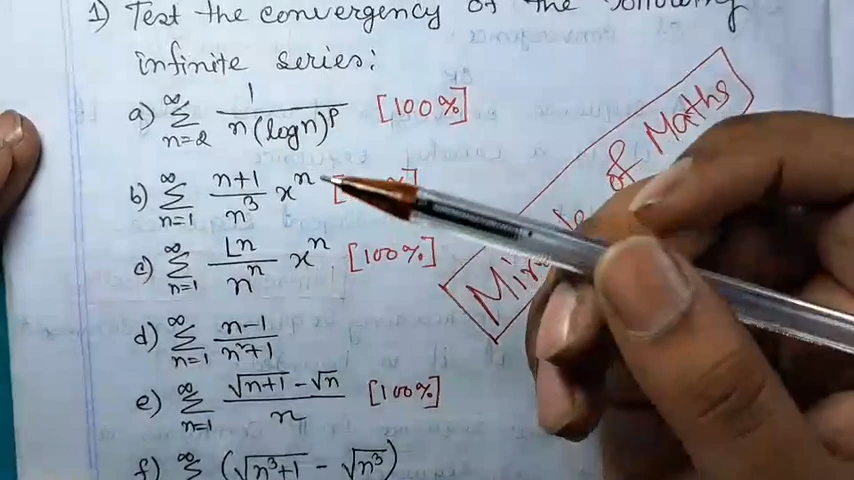 1) Test the convergency of the following
infinite series:
a) ∞ Σ n=2 1 / n(log n)^p [100%]
b) ∞ Σ n=1 n+1 / n^3 x^n
c) ∞ Σ n=1 ⌊n / n^n x^n [100%]
d) ∞ Σ n=1 n-1 / n^2+1
e) ∞ Σ n=1 √n+1 - √n / n [100%]
f) ∞ Σ (√n^3+1 - √n^3)
of Maths